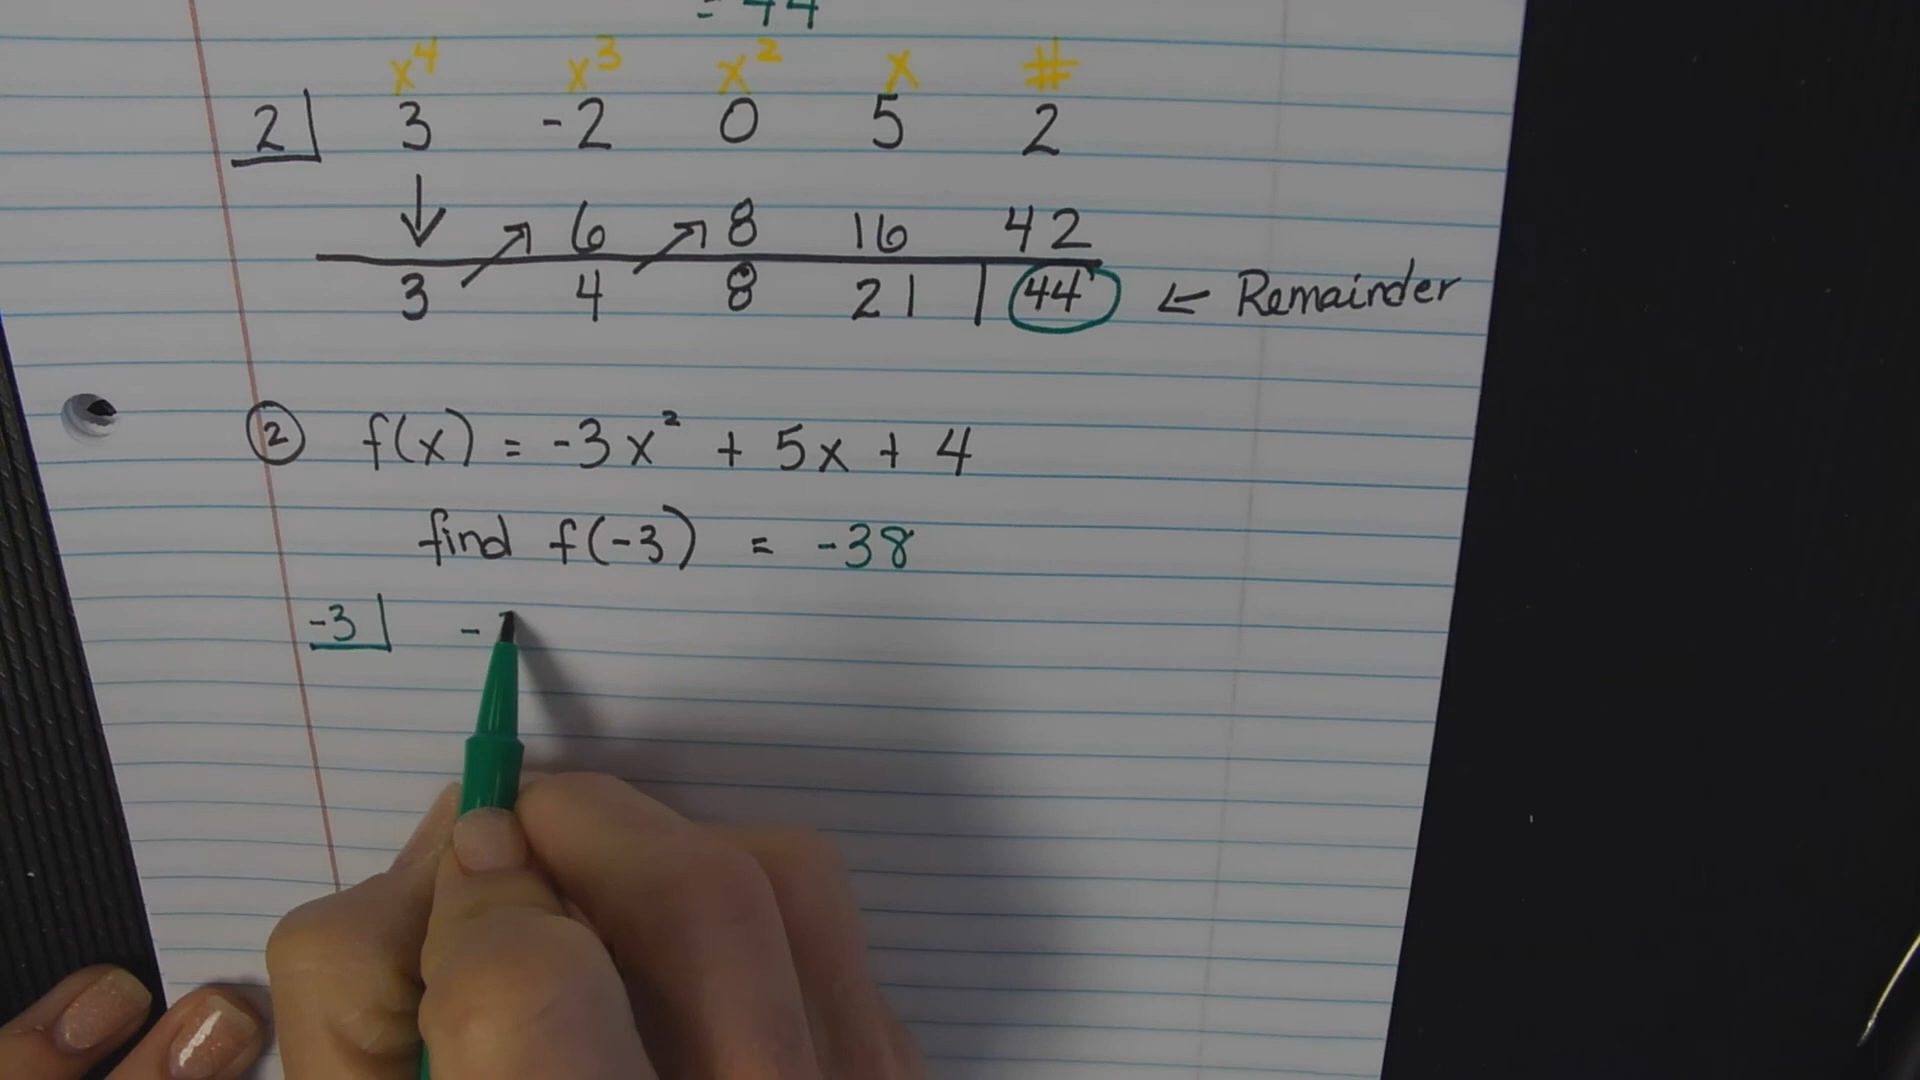 = 44
x⁴ x³ x² x #
2 3 -2 0 5 2
6 8 16 42
3 4 8 21 44 ← Remainder
② f(x) = -3x² + 5x + 4
find f(-3) = -38
-3 -